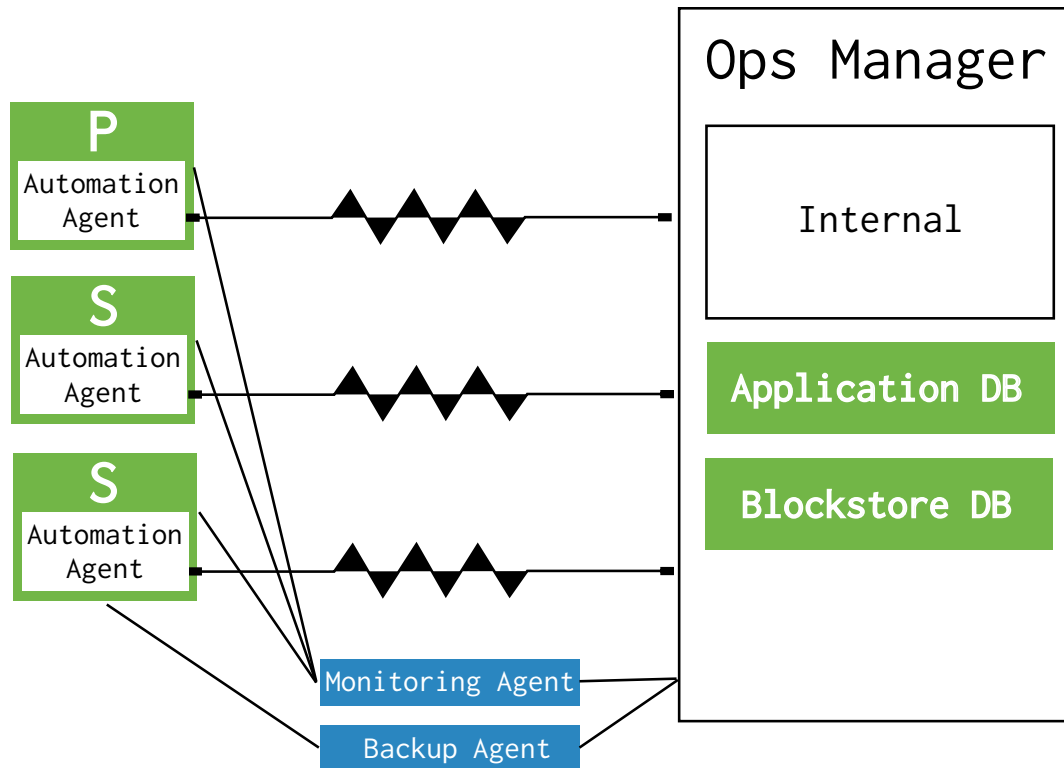 Ops Manager
P
Automation
Agent
Internal
S
Automation
Agent
Application DB
S
Automation
Agent
Blockstore DB
Monitoring Agent
Backup Agent